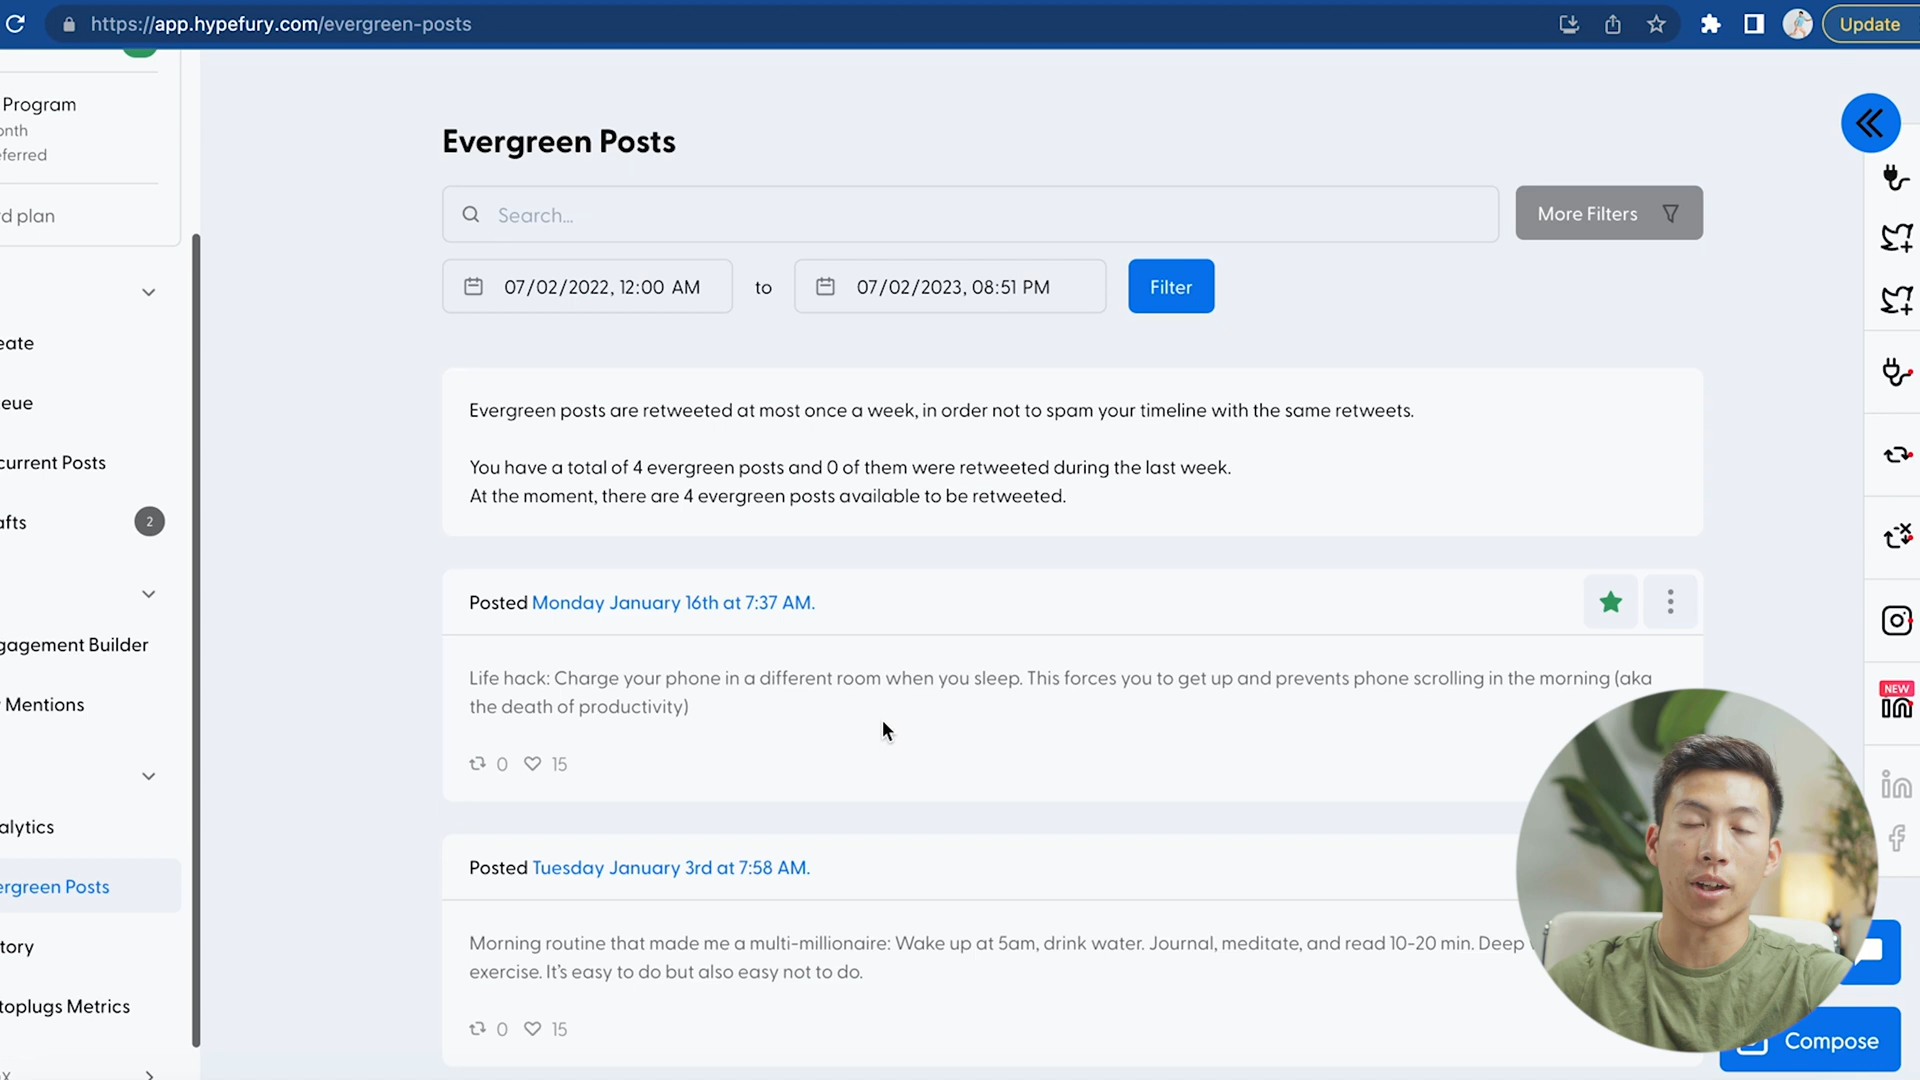 https://app.hypefury.com/evergreen-posts
Update
Program
onth
eferred
d plan
eate
eue
current Posts
afts
2
gagement Builder
Mentions
alytics
ergreen Posts
tory
toplugs Metrics
Evergreen Posts
Search...
More Filters
07/02/2022, 12:00 AM to 07/02/2023, 08:51 PM Filter
Evergreen posts are retweeted at most once a week, in order not to spam your timeline with the same retweets.
You have a total of 4 evergreen posts and 0 of them were retweeted during the last week.
At the moment, there are 4 evergreen posts available to be retweeted.
Posted Monday January 16th at 7:37 AM.
Life hack: Charge your phone in a different room when you sleep. This forces you to get up and prevents phone scrolling in the morning (aka
the death of productivity)
0 15
Posted Tuesday January 3rd at 7:58 AM.
Morning routine that made me a multi-millionaire: Wake up at 5am, drink water. Journal, meditate, and read 10-20 min. Deep
exercise. It's easy to do but also easy not to do.
0 15
NEW
Compose